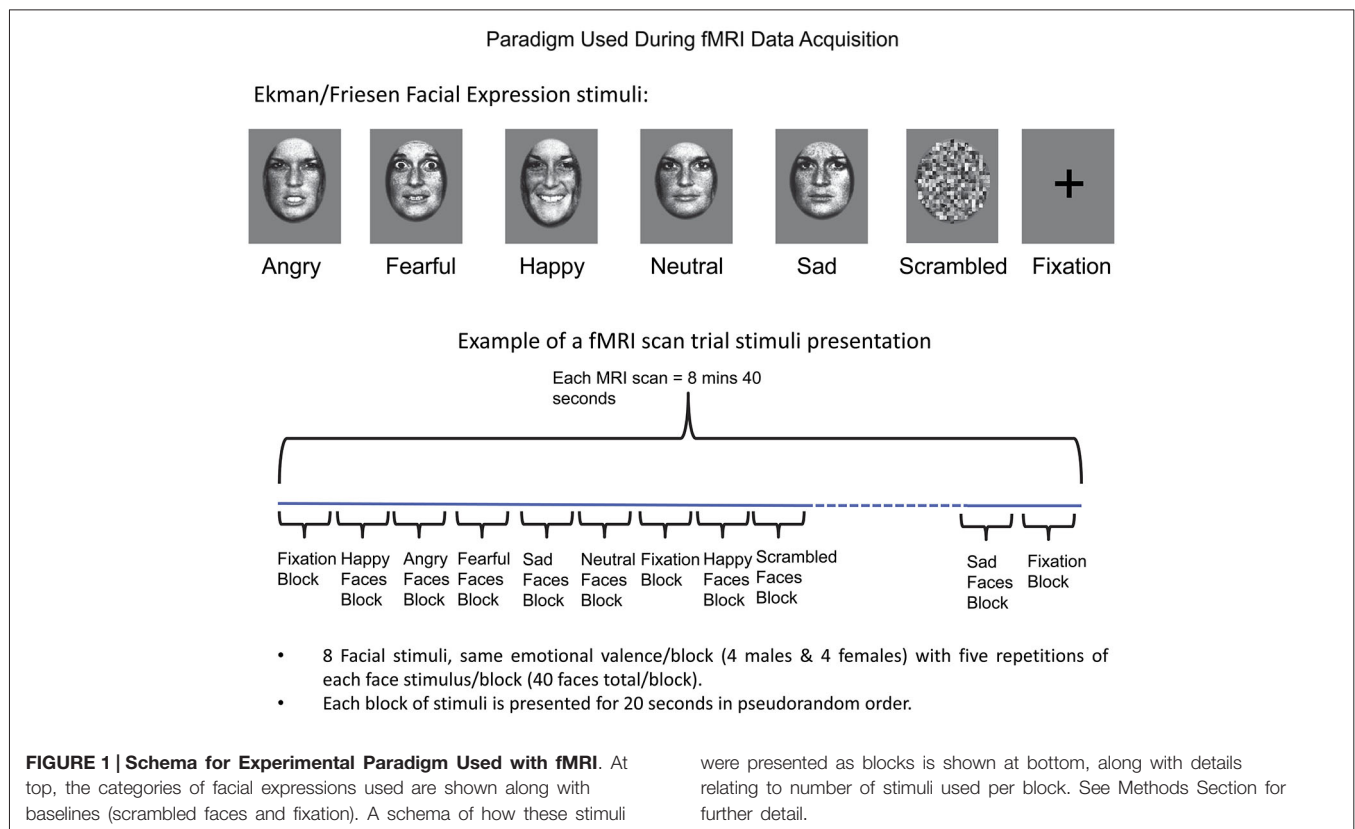 Paradigm Used During fMRI Data Acquisition
Ekman/Friesen Facial Expression stimuli:
Angry Fearful Happy Neutral Sad Scrambled Fixation
Example of a fMRI scan trial stimuli presentation
Each MRI scan = 8 mins 40
seconds
Fixation
Block
Happy
Faces
Block
Angry
Faces
Block
Fearful
Faces
Block
Sad
Faces
Block
Neutral
Faces
Block
Fixation
Block
Happy
Faces
Block
Scrambled
Faces
Block
Sad
Faces
Block
Fixation
Block
• 8 Facial stimuli, same emotional valence/block (4 males & 4 females) with five repetitions of
each face stimulus/block (40 faces total/block).
• Each block of stimuli is presented for 20 seconds in pseudorandom order.
FIGURE 1 | Schema for Experimental Paradigm Used with fMRI. At
top, the categories of facial expressions used are shown along with
baselines (scrambled faces and fixation). A schema of how these stimuli
were presented as blocks is shown at bottom, along with details
relating to number of stimuli used per block. See Methods Section for
further detail.